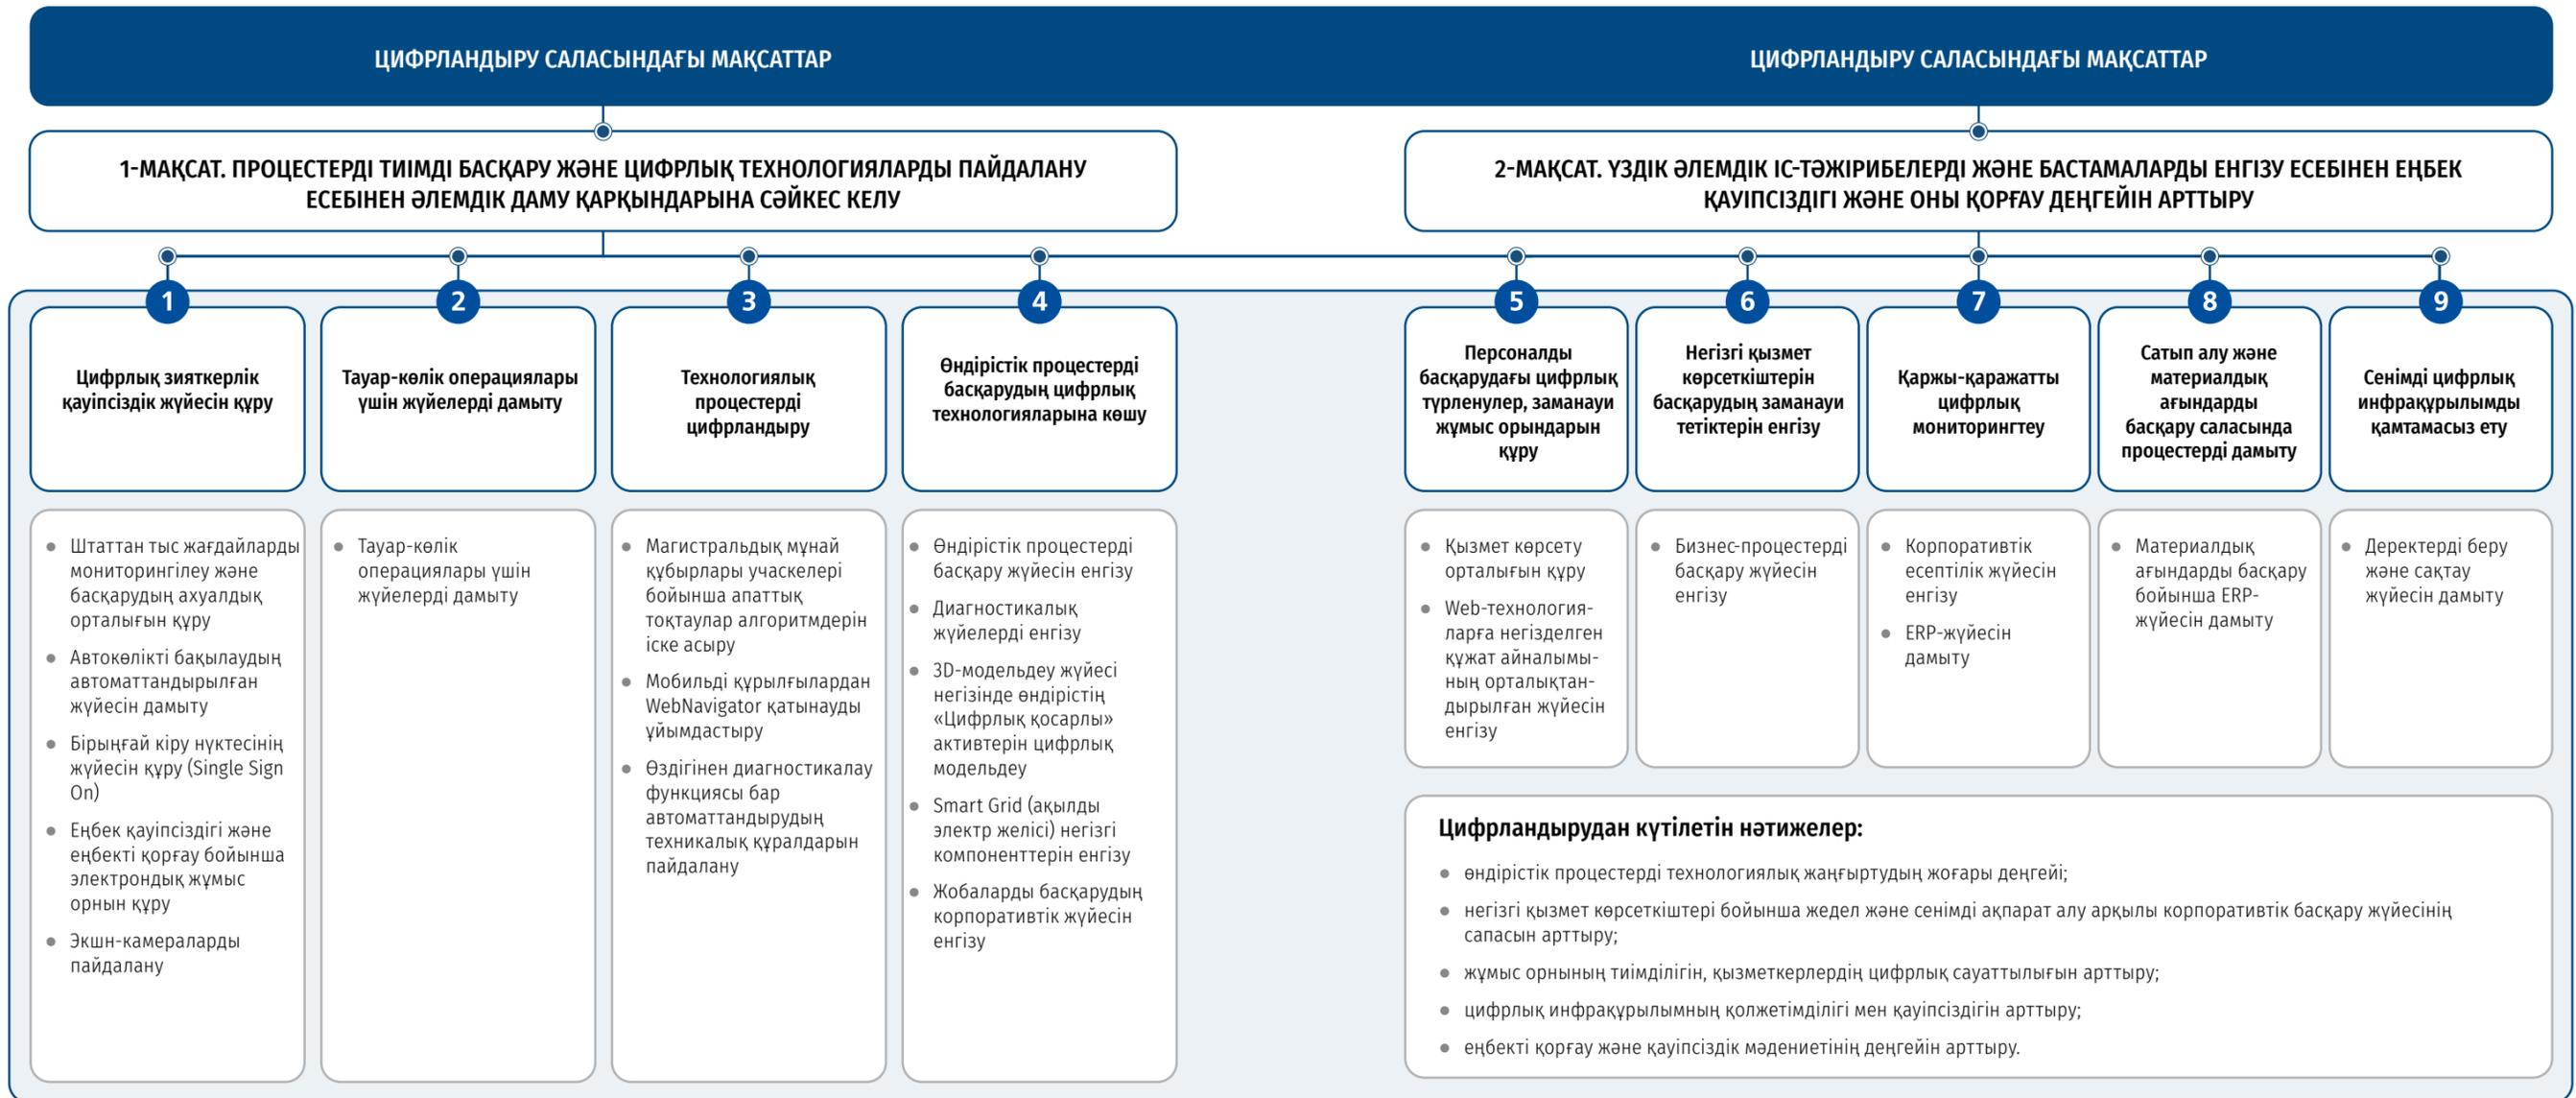 ЦИФРЛАНДЫРУ САЛАСЫНДАҒЫ МАҚСАТТАР
ЦИФРЛАНДЫРУ САЛАСЫНДАҒЫ МАҚСАТТАР
1-МАҚСАТ. ПРОЦЕСТЕРДІ ТИІМДІ БАСҚАРУ ЖӘНЕ ЦИФРЛЫҚ ТЕХНОЛОГИЯЛАРДЫ ПАЙДАЛАНУ
ЕСЕБІНЕН ӘЛЕМДІК ДАМУ ҚАРҚЫНДАРЫНА СӘЙКЕС КЕЛУ
2-МАҚСАТ. ҮЗДІК ӘЛЕМДІК ІС-ТӘЖІРИБЕЛЕРДІ ЖӘНЕ БАСТАМАЛАРДЫ ЕНГІЗУ ЕСЕБІНЕН ЕҢБЕК
ҚАУІПСІЗДІГІ ЖӘНЕ ОНЫ ҚОРҒАУ ДЕҢГЕЙІН АРТТЫРУ
1
Цифрлық зияткерлік
қауіпсіздік жүйесін құру
2
Тауар-көлік операциялары
үшін жүйелерді дамыту
3
Технологиялық
процестерді
цифрландыру
4
Өндірістік процестерді
басқарудың цифрлық
технологияларына көшу
5
Персоналды
басқарудағы цифрлық
түрленулер, заманауи
жұмыс орындарын
құру
6
Негізгі қызмет
көрсеткіштерін
басқарудың заманауи
тетіктерін енгізу
7
Қаржы-қаражатты
цифрлық
мониторингтеу
8
Сатып алу және
материалдық
ағындарды
басқару саласында
процестерді дамыту
9
Сенімді цифрлық
инфрақұрылымды
қамтамасыз ету
• Штаттан тыс жағдайларды
мониторингілеу және
басқарудың ахуалдық
орталығын құру
• Автокөлікті бақылаудың
автоматтандырылған
жүйесін дамыту
• Бірыңғай кіру нүктесінің
жүйесін құру (Single Sign
On)
• Еңбек қауіпсіздігі және
еңбекті қорғау бойынша
электрондық жұмыс
орнын құру
• Экшн-камераларды
пайдалану
• Тауар-көлік
операциялары үшін
жүйелерді дамыту
• Магистральдық мұнай
құбырлары учаскелері
бойынша апаттық
тоқтаулар алгоритмдерін
іске асыру
• Мобильді құрылғылардан
WebNavigator қатынауды
ұйымдастыру
• Өздігінен диагностикалау
функциясы бар
автоматтандырудың
техникалық құралдарын
пайдалану
• Өндірістік процестерді
басқару жүйесін енгізу
• Диагностикалық
жүйелерді енгізу
• 3D-модельдеу жүйесі
негізінде өндірістің
«Цифрлық қосарлы»
активтерін цифрлық
модельдеу
• Smart Grid (ақылды
электр желісі) негізгі
компоненттерін енгізу
• Жобаларды басқарудың
корпоративтік жүйесін
енгізу
• Қызмет көрсету
орталығын құру
• Web-технология-
ларға негізделген
құжат айналымы-
ның орталықтан-
дырылған жүйесін
енгізу
• Бизнес-процестерді
басқару жүйесін
енгізу
• Корпоративтік
есептілік жүйесін
енгізу
• ERP-жүйесін
дамыту
• Материалдық
ағындарды басқару
бойынша ERP-
жүйесін дамыту
• Деректерді беру
және сақтау
жүйесін дамыту
Цифрландырудан күтілетін нәтижелер:
• өндірістік процестерді технологиялық жаңғыртудың жоғары деңгейі;
• негізгі қызмет көрсеткіштері бойынша жедел және сенімді ақпарат алу арқылы корпоративтік басқару жүйесінің
сапасын арттыру;
• жұмыс орнының тиімділігін, қызметкерлердің цифрлық сауаттылығын арттыру;
• цифрлық инфрақұрылымның қолжетімділігі мен қауіпсіздігін арттыру;
• еңбекті қорғау және қауіпсіздік мәдениетінің деңгейін арттыру.